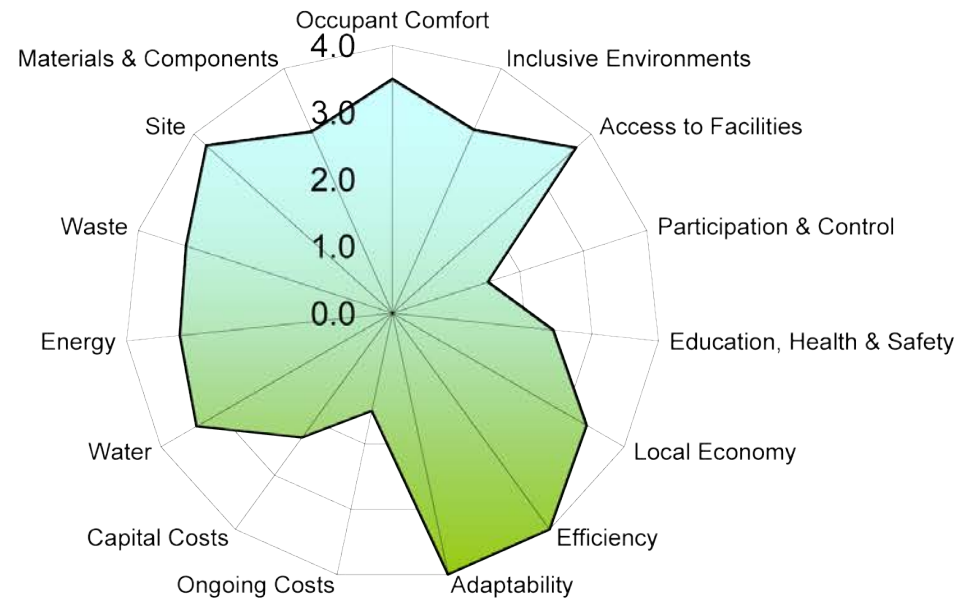 Occupant Comfort
4.0
Materials & Components
Inclusive Environments
3.0
Site
Access to Facilities
2.0
Waste
Participation & Control
1.0
0.0
Energy
Education, Health & Safety
Water
Local Economy
Capital Costs
Efficiency
Ongoing Costs
Adaptability